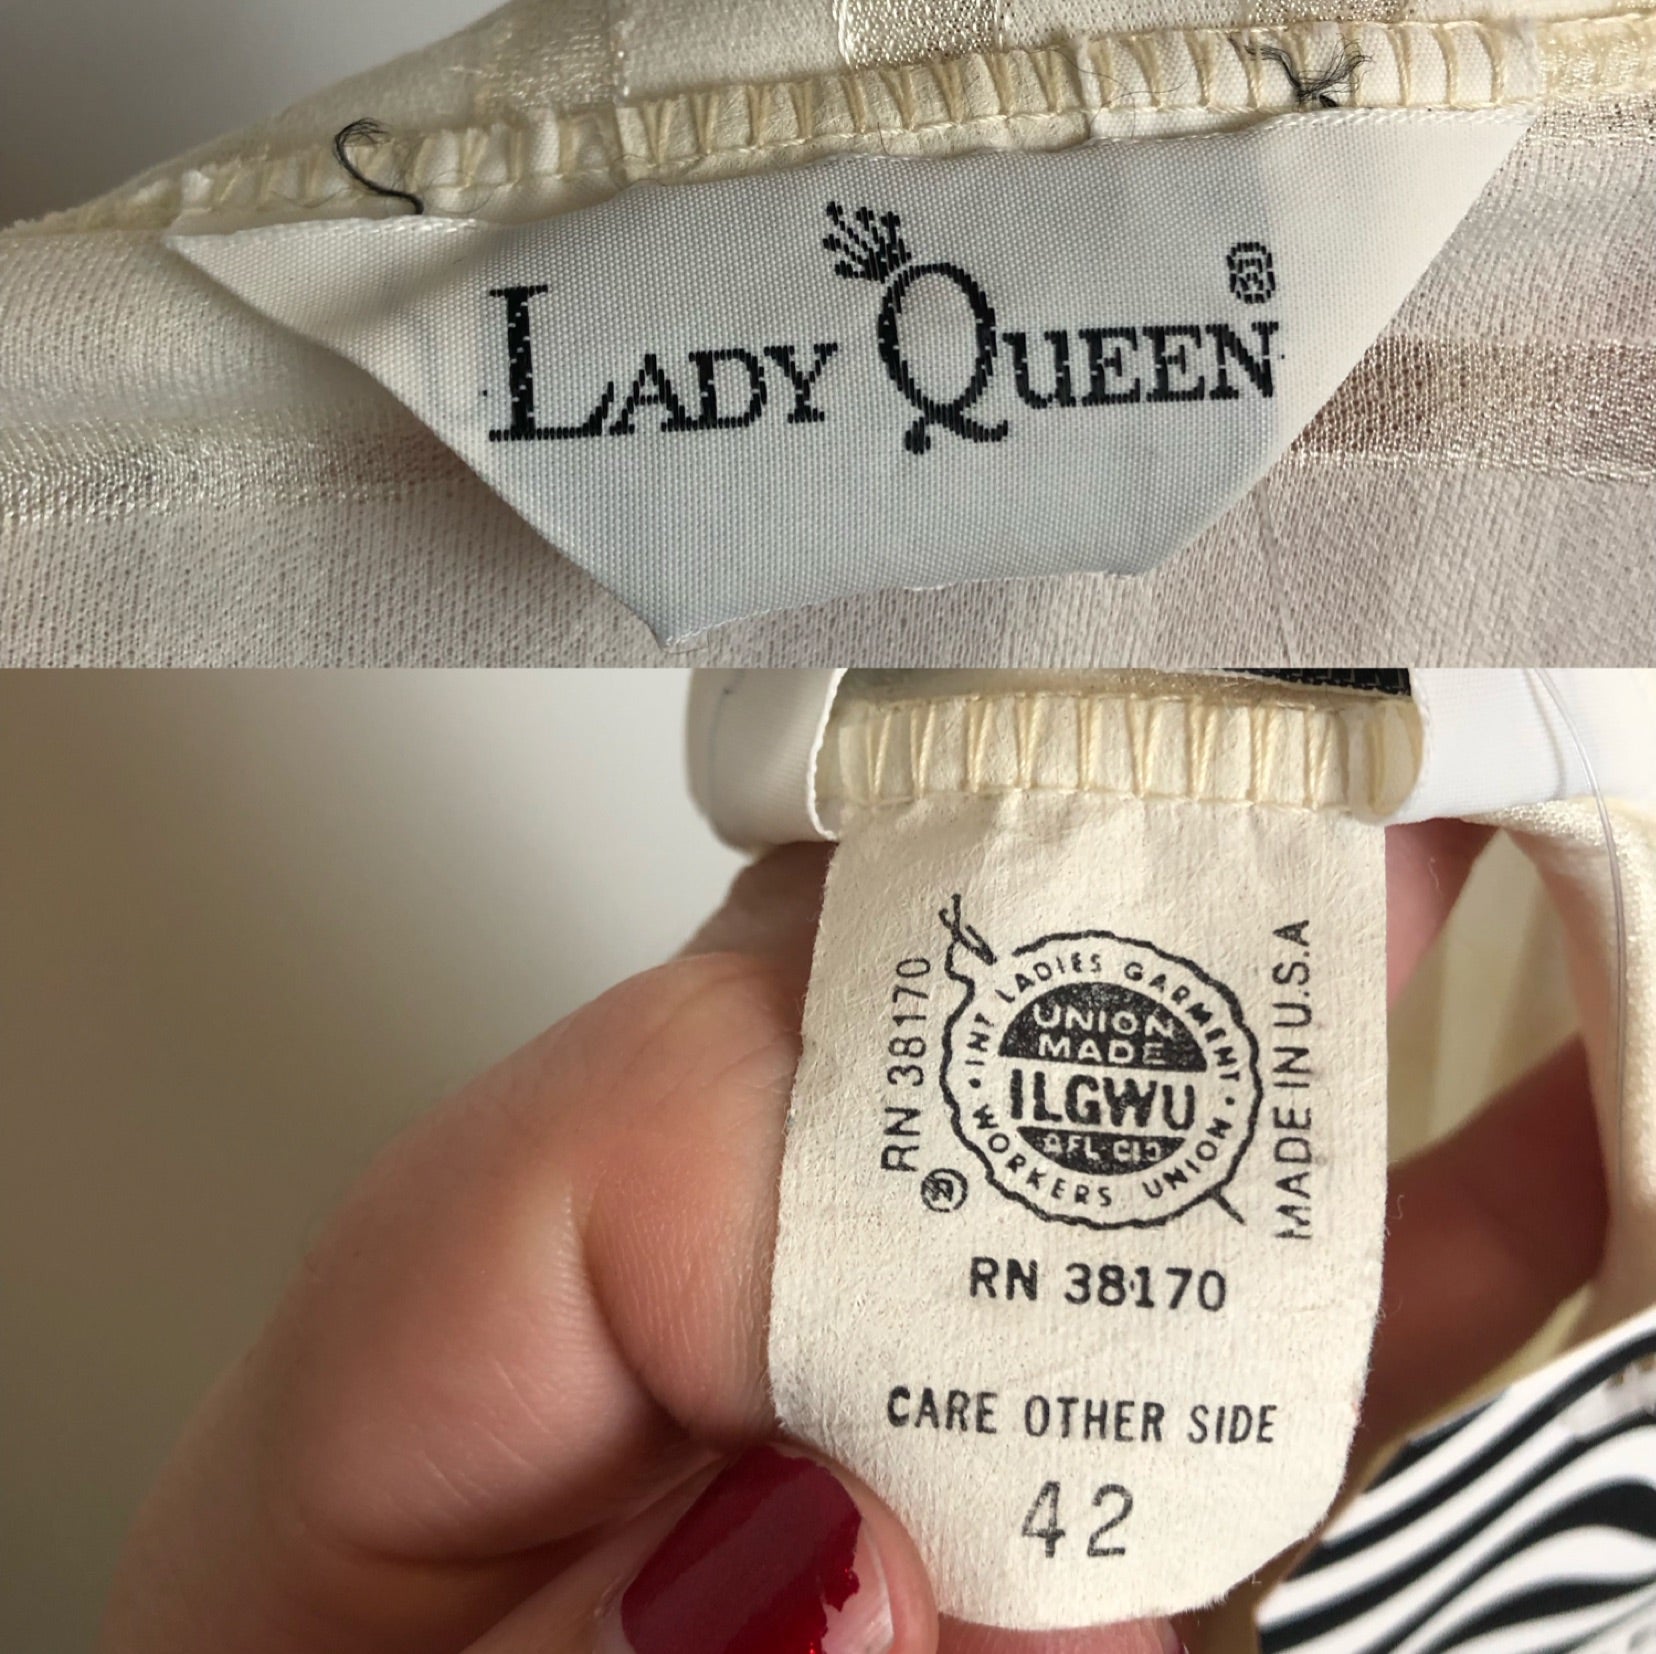 LADY QUEEN ®
RN 38170
INT LADIES GARMENT
WORKERS UNION
UNION
MADE
ILGWU
AFL-CIO
®
MADE IN U.S.A
RN 38170
CARE OTHER SIDE
42